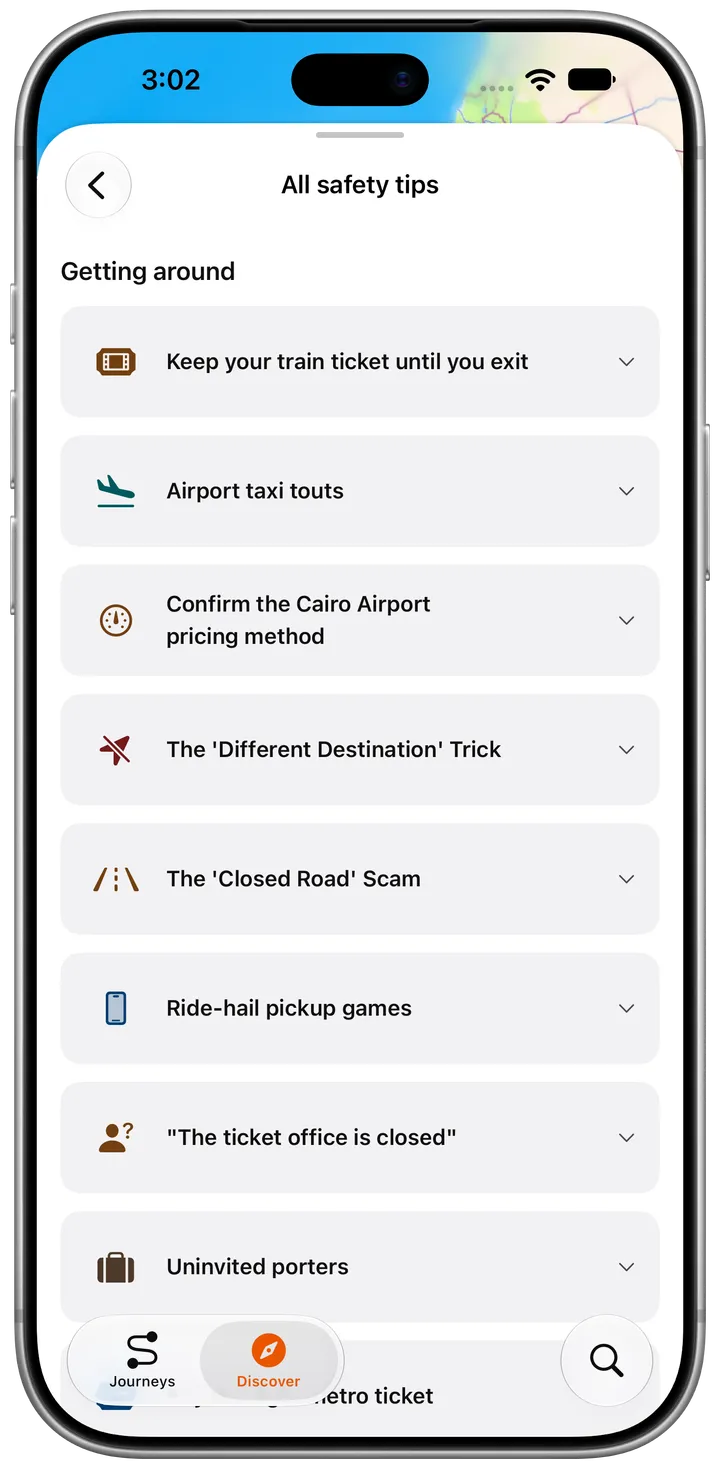 3:02
All safety tips
Getting around
Keep your train ticket until you exit
Airport taxi touts
Confirm the Cairo Airport
pricing method
The 'Different Destination' Trick
The 'Closed Road' Scam
Ride-hail pickup games
"The ticket office is closed"
Uninvited porters
ticket
Journeys
Discover